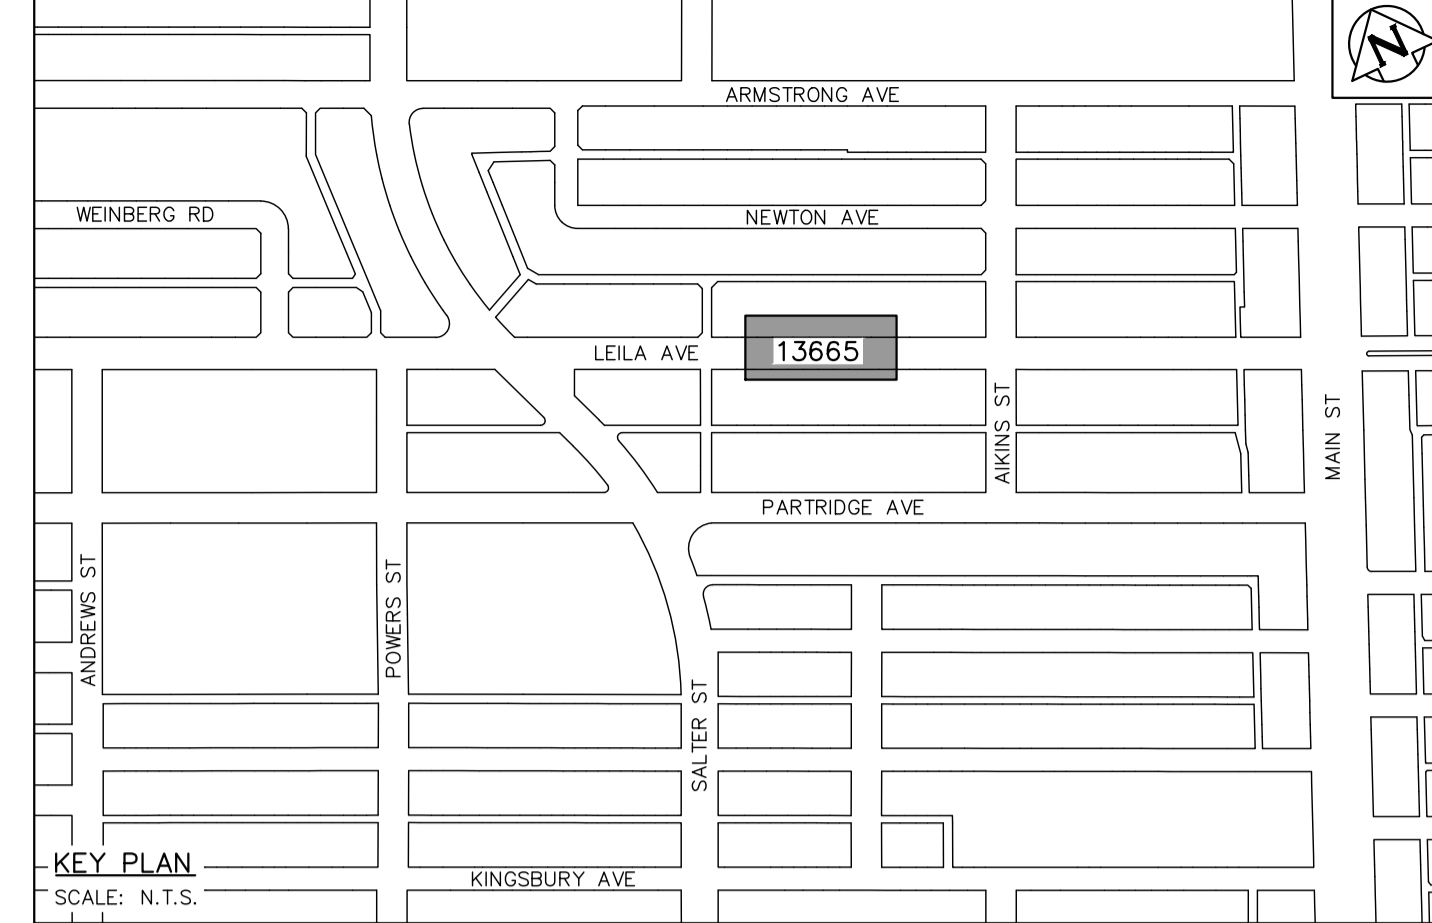 N
ARMSTRONG AVE
WEINBERG RD
NEWTON AVE
LEILA AVE
13665
AIKINS ST
MAIN ST
PARTRIDGE AVE
ANDREWS ST
POWERS ST
SALTER ST
KEY PLAN
SCALE: N.T.S.
KINGSBURY AVE